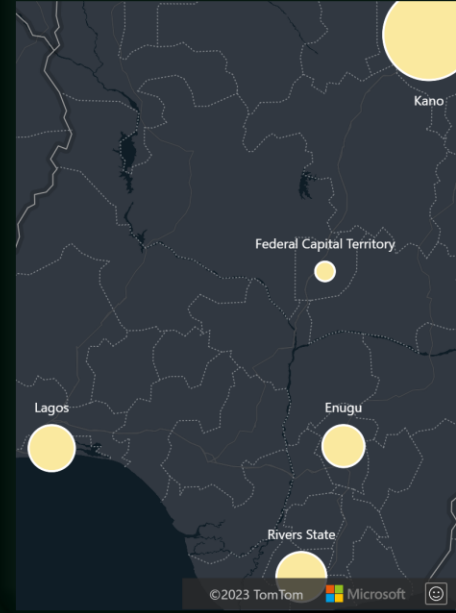 Kano
Federal Capital Territory
Lagos
Enugu
Rivers State
©2023 TomTom
Microsoft